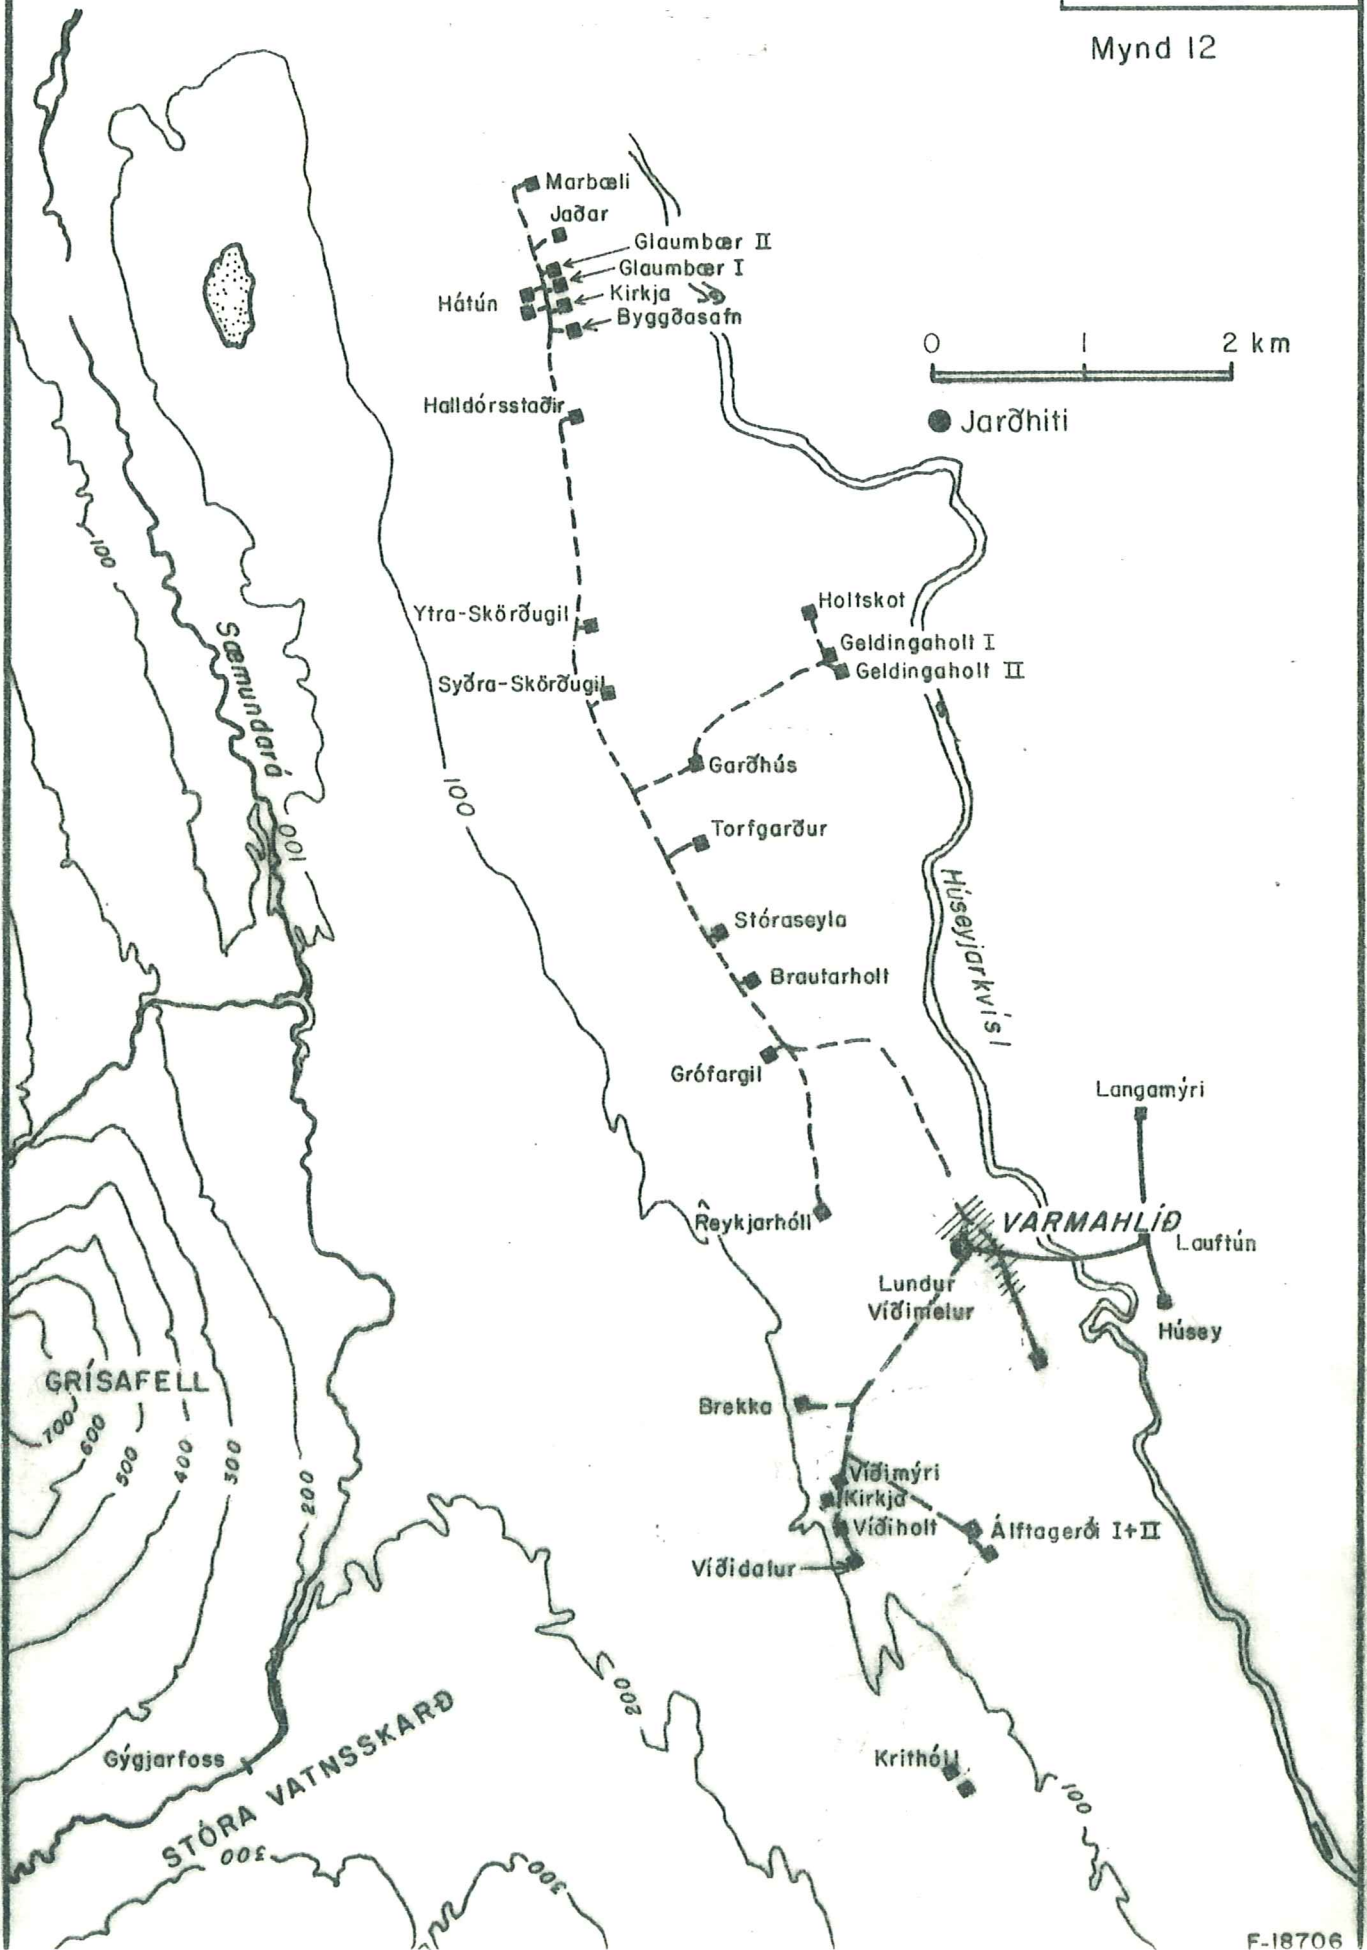 Mynd 12
Marbæli
Jaðar
Glaumbær II
Glaumbær I
Hátún
Kirkja
Byggðasafn
0 1 2 km
Jarðhiti
Halldórsstaðir
100
Ytra-Skörðugil
Holtskot
Geldingaholt I
Geldingaholt II
Sæmundará
Syðra-Skörðugil
Garðhús
100
100
Torfgarður
Stóraseyla
Húseyjarkvísl
Brautarholt
Grófargil
Langamýri
Reykjarhóll
VARMAHLÍÐ
Lauftún
Lundur
Víðimelur
Húsey
GRÍSAFELL
Brekka
700
600
500
400
300
200
Víðimýri
Kirkja
Víðiholt
Álftagerði I+II
Víðidalur
200
Gýgjarfoss
STÓRA VATNSSKARÐ
Krithóll
100
300
300
F-18706